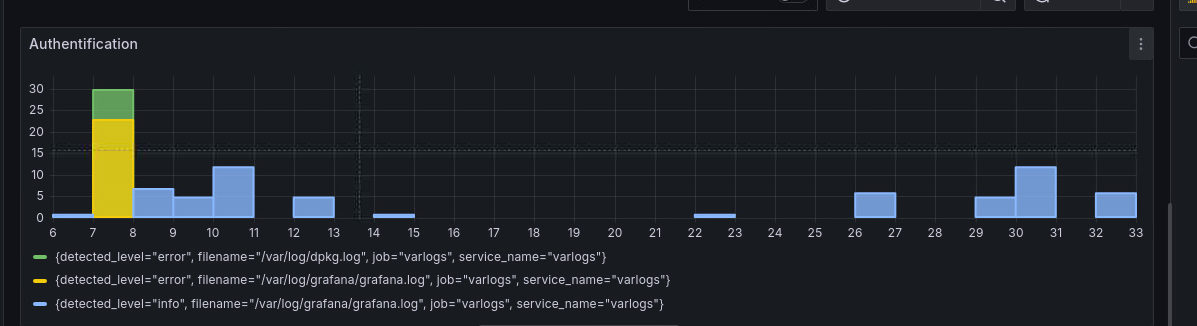 Authentification
30
25
20
15
10
5
0
6 7 8 9 10 11 12 13 14 15 16 17 18 19 20 21 22 23 24 25 26 27 28 29 30 31 32 33
{detected_level="error", filename="/var/log/dpkg.log", job="varlogs", service_name="varlogs"}
{detected_level="error", filename="/var/log/grafana/grafana.log", job="varlogs", service_name="varlogs"}
{detected_level="info", filename="/var/log/grafana/grafana.log", job="varlogs", service_name="varlogs"}